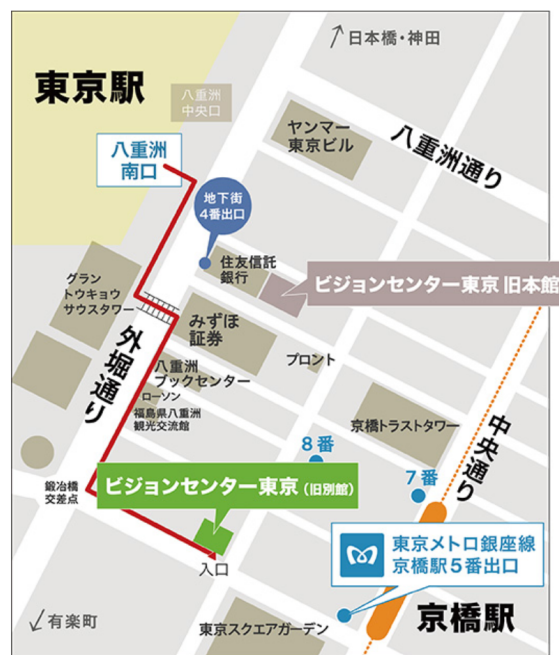 日本橋・神田
東京駅
八重洲
中央口
ヤンマー
東京ビル
八重洲通り
八重洲
南口
地下街
4番出口
住友信託
銀行
ビジョンセンター東京 旧本館
グラン
トウキョウ
サウスタワー
みずほ
証券
外堀通り
プロント
八重洲
ブックセンター
ローソン
福島県八重洲
観光交流館
京橋トラストタワー
中央通り
8番
7番
鍛冶橋
交差点
ビジョンセンター東京（旧別館）
入口
東京メトロ銀座線
京橋駅5番出口
有楽町
東京スクエアガーデン
京橋駅